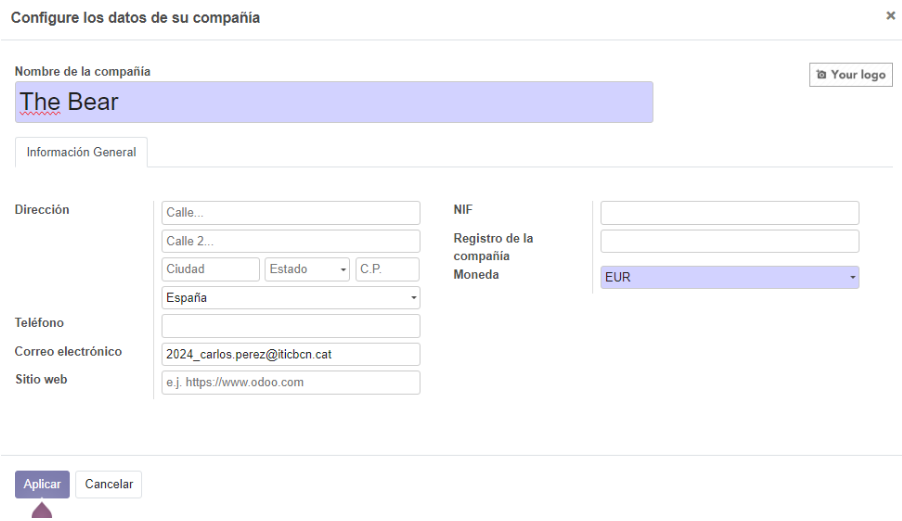 Configure los datos de su compañía
×
Nombre de la compañía
Your logo
The Bear
Información General
Dirección
Calle...
Calle 2...
Ciudad Estado C.P.
España
Teléfono
Correo electrónico 2024_carlos.perez@iticbcn.cat
Sitio web e.j. https://www.odoo.com
NIF
Registro de la
compañía
Moneda EUR
Aplicar Cancelar